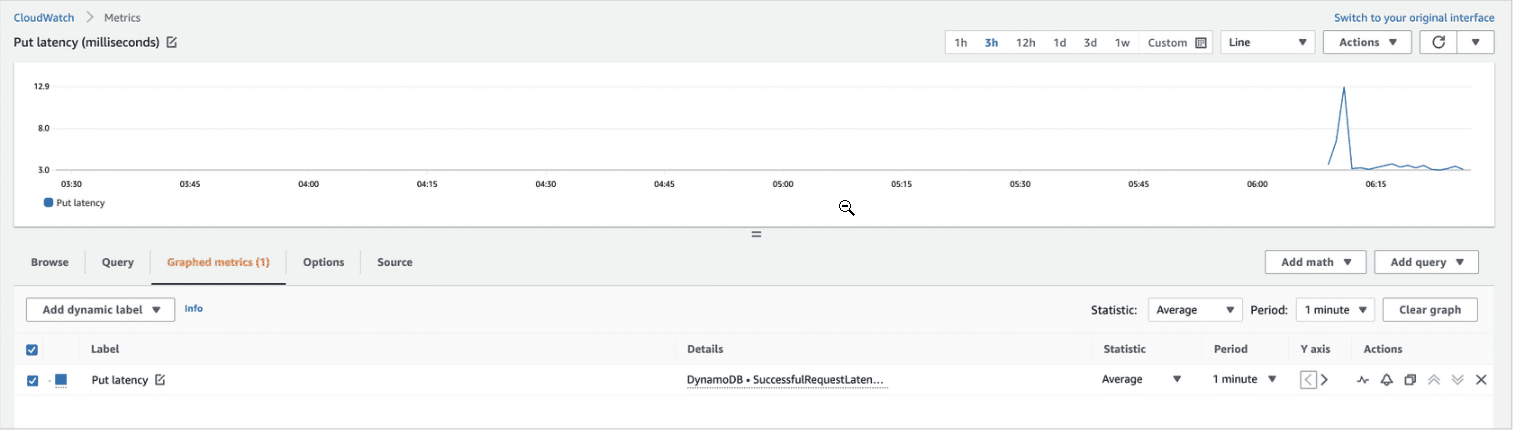 CloudWatch > Metrics Switch to your original interface
Put latency (milliseconds) 1h 3h 12h 1d 3d 1w Custom Line Actions
12.9
8.0
3.0
03:30 03:45 04:00 04:15 04:30 04:45 05:00 05:15 05:30 05:45 06:00 06:15
Put latency
Browse Query Graphed metrics (1) Options Source Add math Add query
Add dynamic label Info Statistic: Average Period: 1 minute Clear graph
Label Details Statistic Period Y axis Actions
Put latency DynamoDB • SuccessfulRequestLaten... Average 1 minute